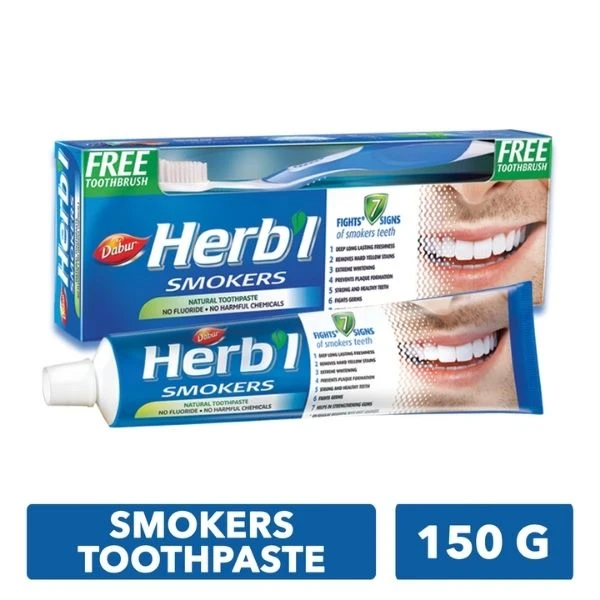 FREE
TOOTHBRUSH
FREE
TOOTHBRUSH
Dabur
Herb'l
SMOKERS
NATURAL TOOTHPASTE
NO FLUORIDE • NO HARMFUL CHEMICALS
FIGHTS* 7 SIGNS
of smokers teeth
1 DEEP LONG LASTING FRESHNESS
2 REMOVES HARD YELLOW STAINS
3 EXTREME WHITENING
4 PREVENTS PLAQUE FORMATION
5 STRONG AND HEALTHY TEETH
6 FIGHTS GERMS
Dabur
Herb'l
SMOKERS
NATURAL TOOTHPASTE
NO FLUORIDE • NO HARMFUL CHEMICALS
FIGHTS* 7 SIGNS
of smokers teeth
1 DEEP LONG LASTING FRESHNESS
2 REMOVES HARD YELLOW STAINS
3 EXTREME WHITENING
4 PREVENTS PLAQUE FORMATION
5 STRONG AND HEALTHY TEETH
6 FIGHTS GERMS
7 HELPS IN STRENGTHENING GUMS
SMOKERS
TOOTHPASTE
150 G